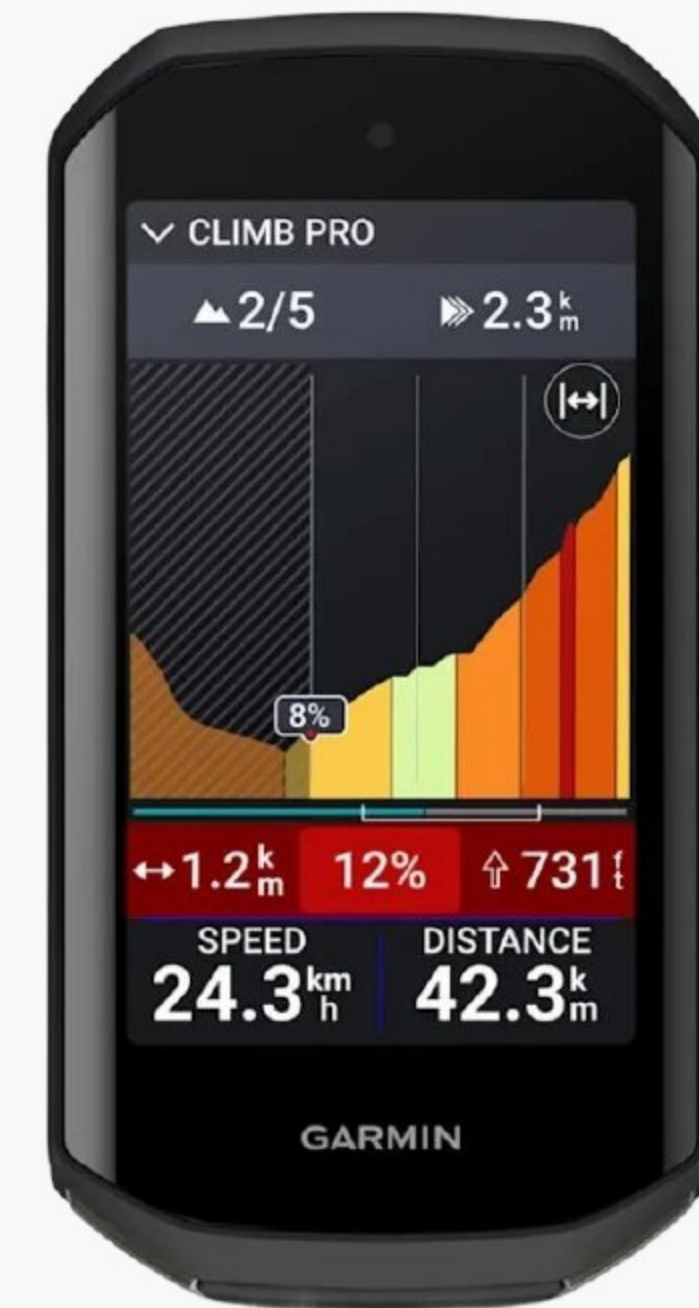 CLIMB PRO
2/5 2.3 km
8%
1.2 km 12% 731 ft
SPEED DISTANCE
24.3 km h 42.3 km
GARMIN